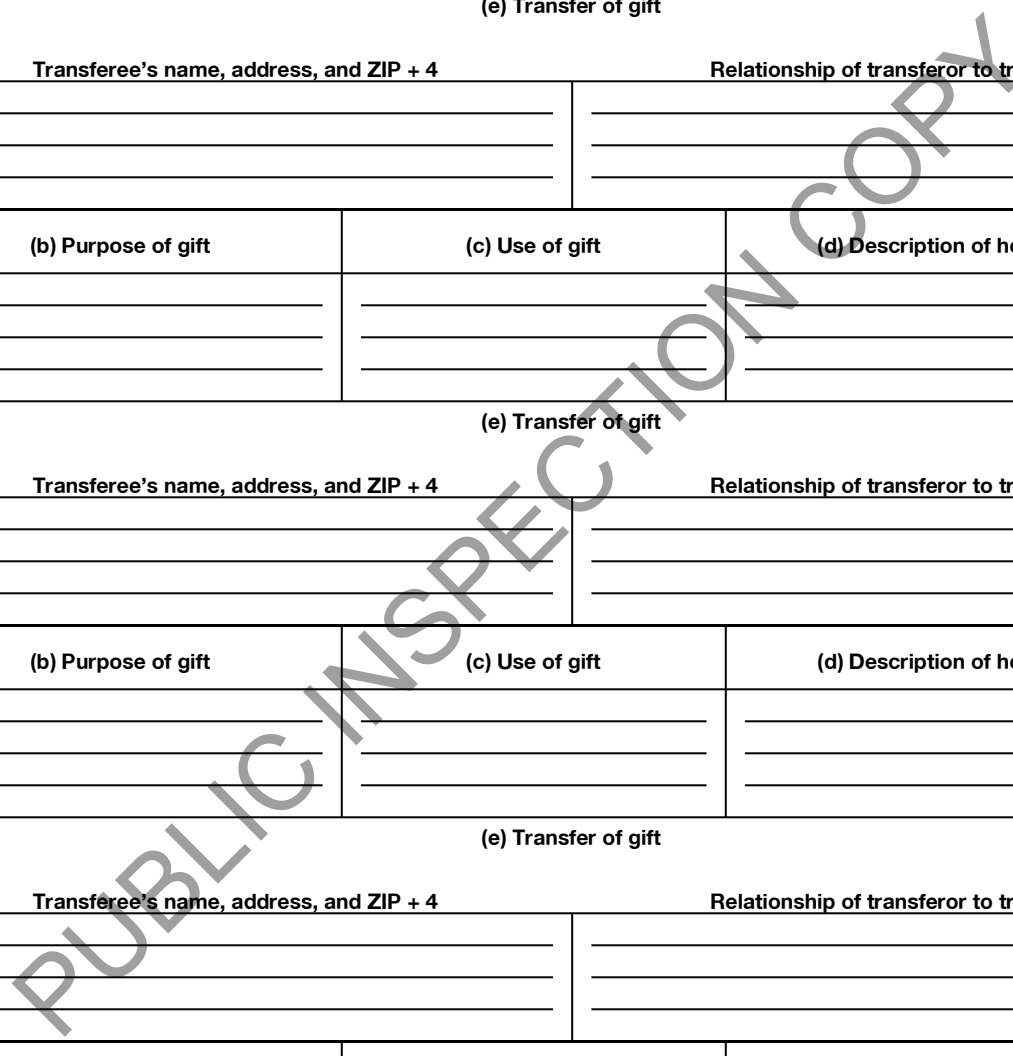 (e) Transfer of gift
Transferee's name, address, and ZIP + 4 Relationship of transferor to tr
(b) Purpose of gift (c) Use of gift (d) Description of h
(e) Transfer of gift
Transferee's name, address, and ZIP + 4 Relationship of transferor to tr
(b) Purpose of gift (c) Use of gift (d) Description of h
(e) Transfer of gift
Transferee's name, address, and ZIP + 4 Relationship of transferor to tr
PUBLIC INSPECTION COPY